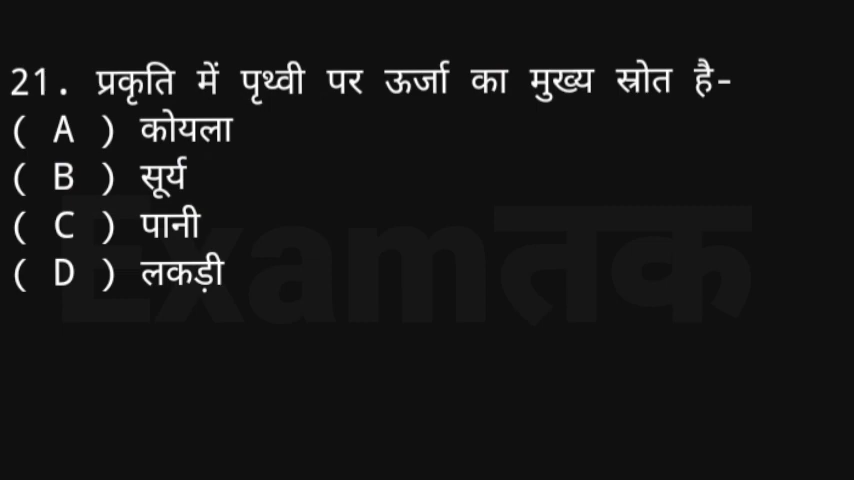 21. प्रकृति में पृथ्वी पर ऊर्जा का मुख्य स्रोत है-
( A ) कोयला
( B ) सूर्य
( C ) पानी
( D ) लकड़ी
Examतक